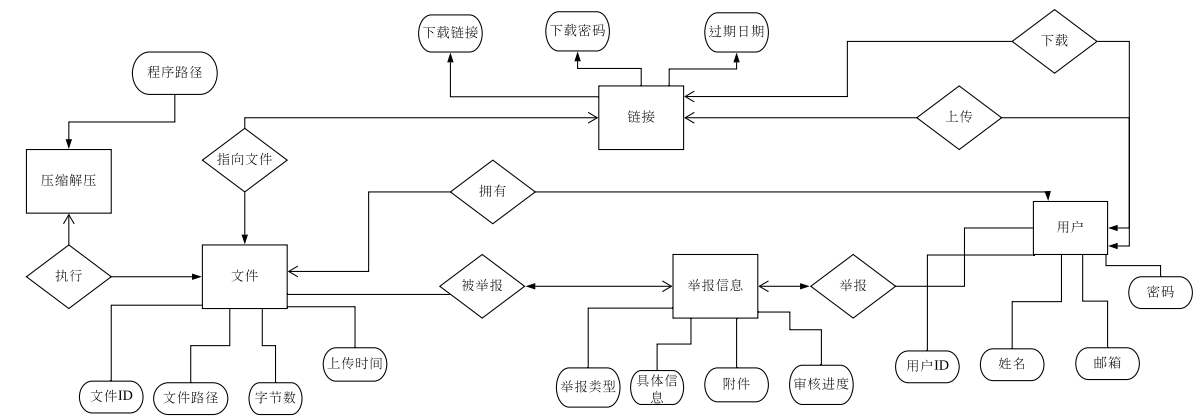 下载链接
下载密码
过期日期
下载
程序路径
链接
上传
指向文件
压缩解压
拥有
用户
执行
文件
被举报
举报信息
举报
密码
上传时间
用户ID
姓名
邮箱
文件ID
文件路径
字节数
举报类型
具体信
息
附件
审核进度